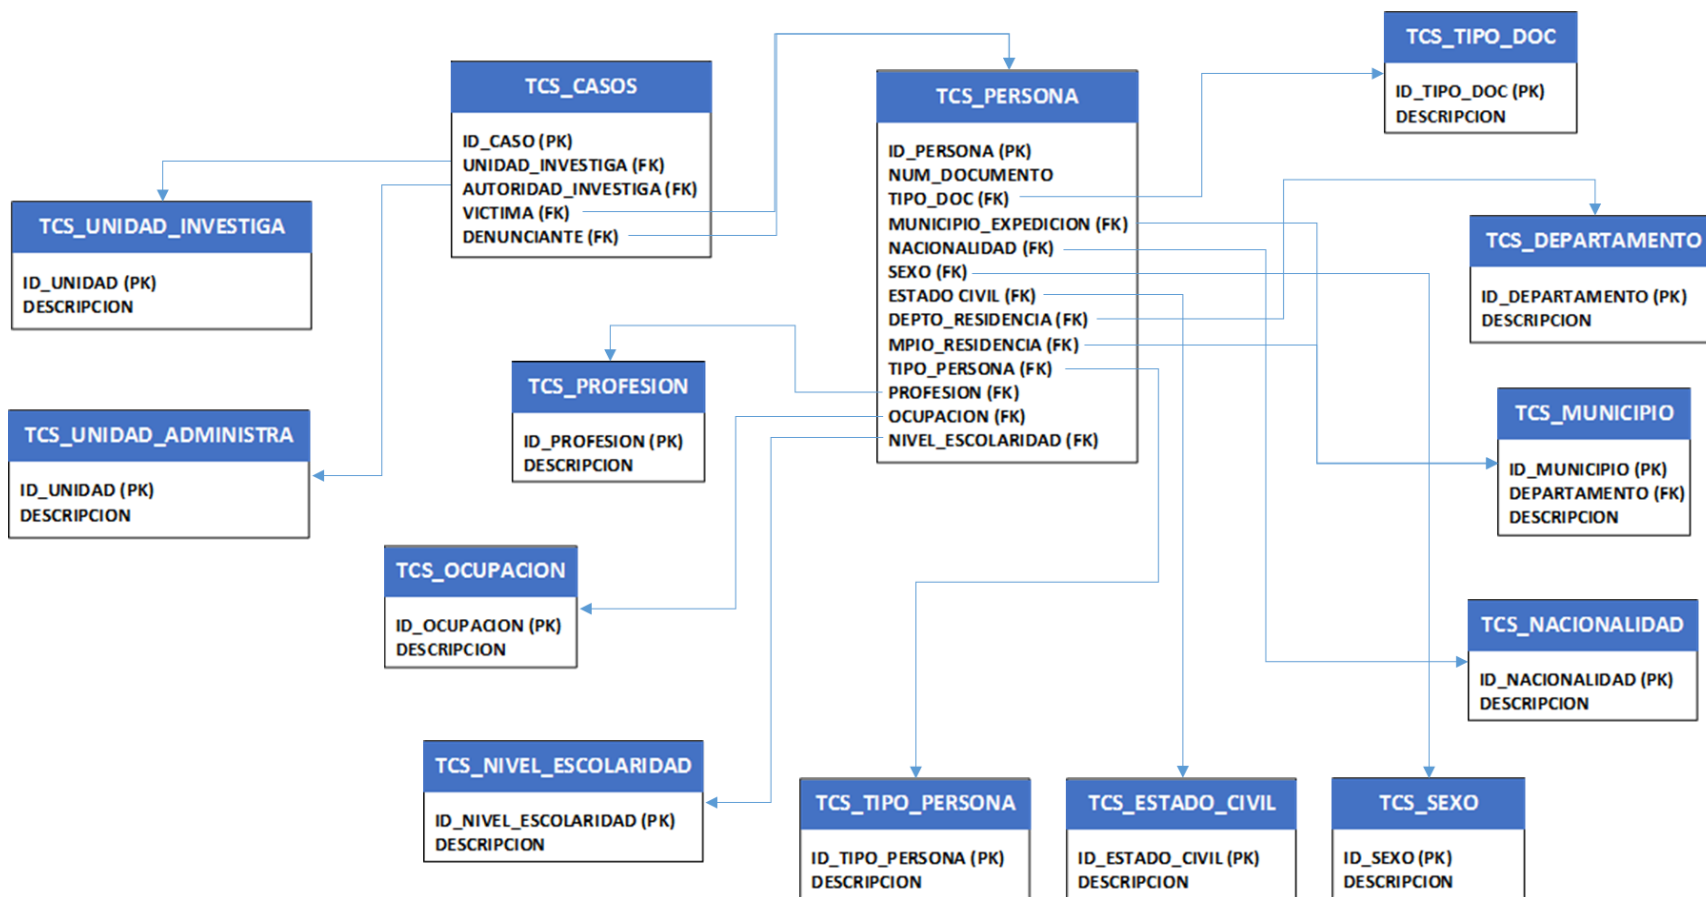 TCS_TIPO_DOC
ID_TIPO_DOC (PK)
DESCRIPCION
TCS_CASOS
ID_CASO (PK)
UNIDAD_INVESTIGA (FK)
AUTORIDAD_INVESTIGA (FK)
VICTIMA (FK)
DENUNCIANTE (FK)
TCS_PERSONA
ID_PERSONA (PK)
NUM_DOCUMENTO
TIPO_DOC (FK)
MUNICIPIO_EXPEDICION (FK)
NACIONALIDAD (FK)
SEXO (FK)
ESTADO CIVIL (FK)
DEPTO_RESIDENCIA (FK)
MPIO_RESIDENCIA (FK)
TIPO_PERSONA (FK)
PROFESION (FK)
OCUPACION (FK)
NIVEL_ESCOLARIDAD (FK)
TCS_UNIDAD_INVESTIGA
ID_UNIDAD (PK)
DESCRIPCION
TCS_DEPARTAMENTO
ID_DEPARTAMENTO (PK)
DESCRIPCION
TCS_PROFESION
ID_PROFESION (PK)
DESCRIPCION
TCS_MUNICIPIO
ID_MUNICIPIO (PK)
DEPARTAMENTO (FK)
DESCRIPCION
TCS_UNIDAD_ADMINISTRA
ID_UNIDAD (PK)
DESCRIPCION
TCS_OCUPACION
ID_OCUPACION (PK)
DESCRIPCION
TCS_NACIONALIDAD
ID_NACIONALIDAD (PK)
DESCRIPCION
TCS_NIVEL_ESCOLARIDAD
ID_NIVEL_ESCOLARIDAD (PK)
DESCRIPCION
TCS_TIPO_PERSONA
ID_TIPO_PERSONA (PK)
DESCRIPCION
TCS_ESTADO_CIVIL
ID_ESTADO_CIVIL (PK)
DESCRIPCION
TCS_SEXO
ID_SEXO (PK)
DESCRIPCION